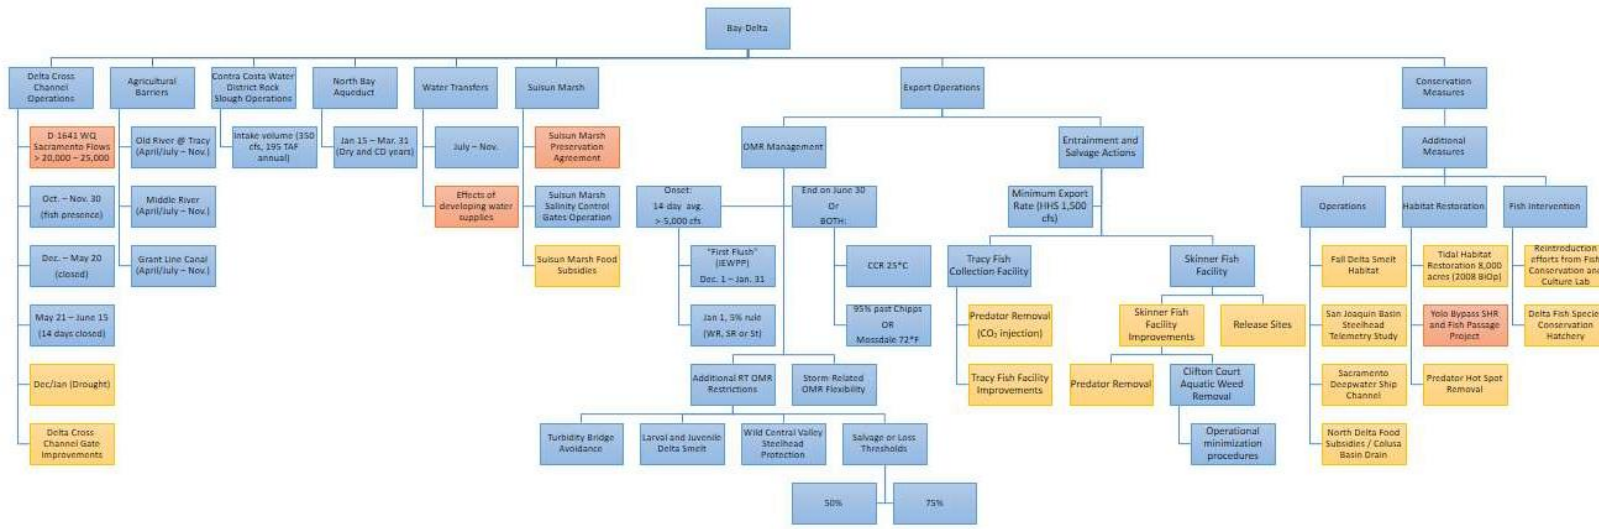 Bay-Delta
Delta Cross
Channel
Operations
Agricultural
Barriers
Contra Costa Water
District Rock
Slough Operations
North Bay
Aqueduct
Water Transfers
Suisun Marsh
Export Operations
Conservation
Measures
D-1641 WQ
Sacramento Flows
> 20,000 – 25,000
Oct. – Nov. 30
(fish presence)
Dec. – May 20
(closed)
May 21 – June 15
(14 days closed)
Dec/Jan (Drought)
Delta Cross
Channel Gate
Improvements
Old River @ Tracy
(April/July – Nov.)
Middle River
(April/July – Nov.)
Grant Line Canal
(April/July – Nov.)
Intake volume (350
cfs, 195 TAF
annual)
Jan 15 – Mar. 31
(Dry and CD years)
July – Nov.
Effects of
developing water
supplies
Suisun Marsh
Preservation
Agreement
Suisun Marsh
Salinity Control
Gates Operation
Suisun Marsh Food
Subsidies
OMR Management
Onset:
14 day avg.
> 5,000 cfs
"First Flush"
(IEWPP)
Dec. 1 – Jan. 31
Jan 1, 5% rule
(WR, SR or St)
End on June 30
Or
BOTH:
CCR 25°C
95% past Chipps
OR
Mossdale 72°F
Additional RT OMR
Restrictions
Storm-Related
OMR Flexibility
Turbidity Bridge
Avoidance
Larval and Juvenile
Delta Smelt
Wild Central Valley
Steelhead
Protection
Salvage or Loss
Thresholds
50%
75%
Entrainment and
Salvage Actions
Minimum Export
Rate (HHS 1,500
cfs)
Tracy Fish
Collection Facility
Predator Removal
(CO₂ injection)
Tracy Fish Facility
Improvements
Skinner Fish
Facility
Skinner Fish
Facility
Improvements
Release Sites
Predator Removal
Clifton Court
Aquatic Weed
Removal
Operational
minimization
procedures
Additional
Measures
Operations
Fall Delta Smelt
Habitat
San Joaquin Basin
Steelhead
Telemetry Study
Sacramento
Deepwater Ship
Channel
North Delta Food
Subsidies / Colusa
Basin Drain
Habitat Restoration
Tidal Habitat
Restoration 8,000
acres (2008 BiOp)
Yolo Bypass SHR
and Fish Passage
Project
Predator Hot Spot
Removal
Fish Intervention
Reintroduction
efforts from Fish
Conservation and
Culture Lab
Delta Fish Species
Conservation
Hatchery